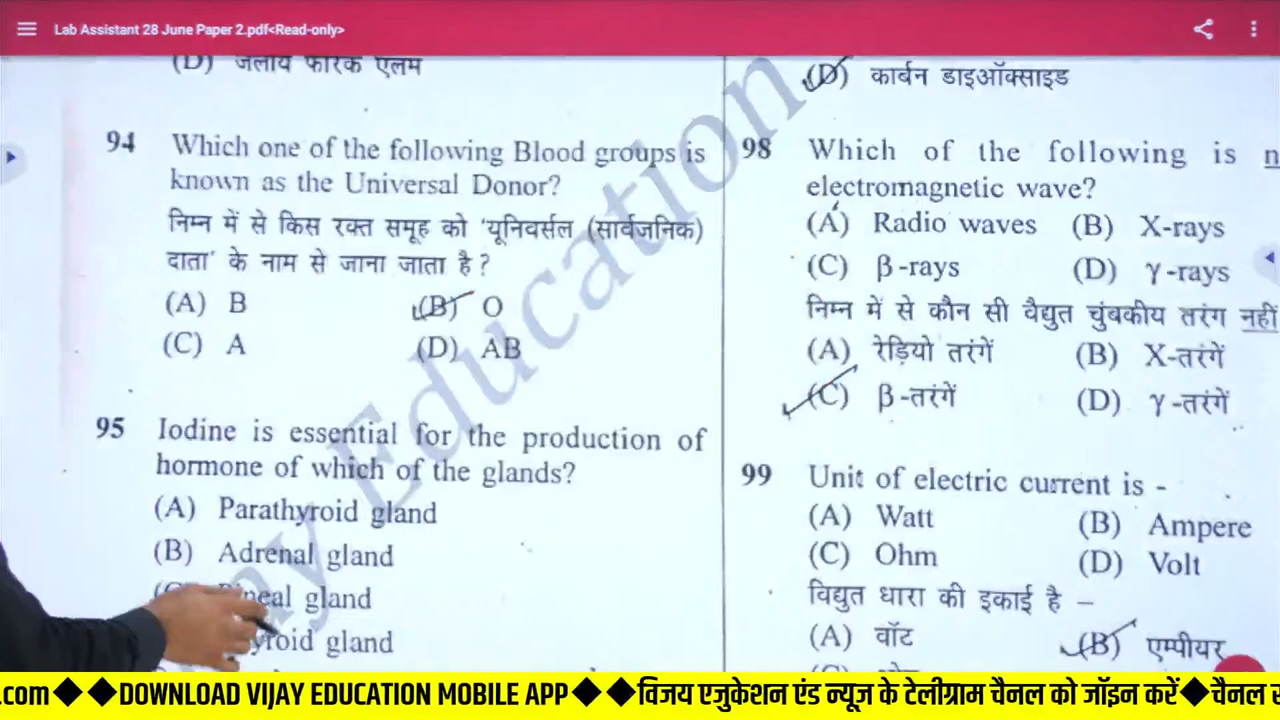 Lab Assistant 28 June Paper 2.pdf<Read-only>
(D) जलीय फेरिक एलम
94 Which one of the following Blood groups is
known as the Universal Donor?
निम्न में से किस रक्त समूह को 'यूनिवर्सल (सार्वजनिक)
दाता' के नाम से जाना जाता है ?
(A) B (B) O
(C) A (D) AB
95 Iodine is essential for the production of
hormone of which of the glands?
(A) Parathyroid gland
(B) Adrenal gland
gland
gland
(D) कार्बन डाइऑक्साइड
98 Which of the following is
electromagnetic wave?
(A) Radio waves (B) X-rays
(C) β-rays (D) γ-rays
निम्न में से कौन सी वैद्युत चुंबकीय तरंग नहीं
(A) रेड़ियो तरंगें (B) X-तरंगें
(C) β-तरंगें (D) γ-तरंगें
99 Unit of electric current is -
(A) Watt (B) Ampere
(C) Ohm (D) Volt
विद्युत धारा की इकाई है –
(A) वॉट (B) एम्पीयर
Education
.com◆◆DOWNLOAD VIJAY EDUCATION MOBILE APP◆◆विजय एजुकेशन एंड न्यूज के टेलीग्राम चैनल को जॉइन करें◆चैनल